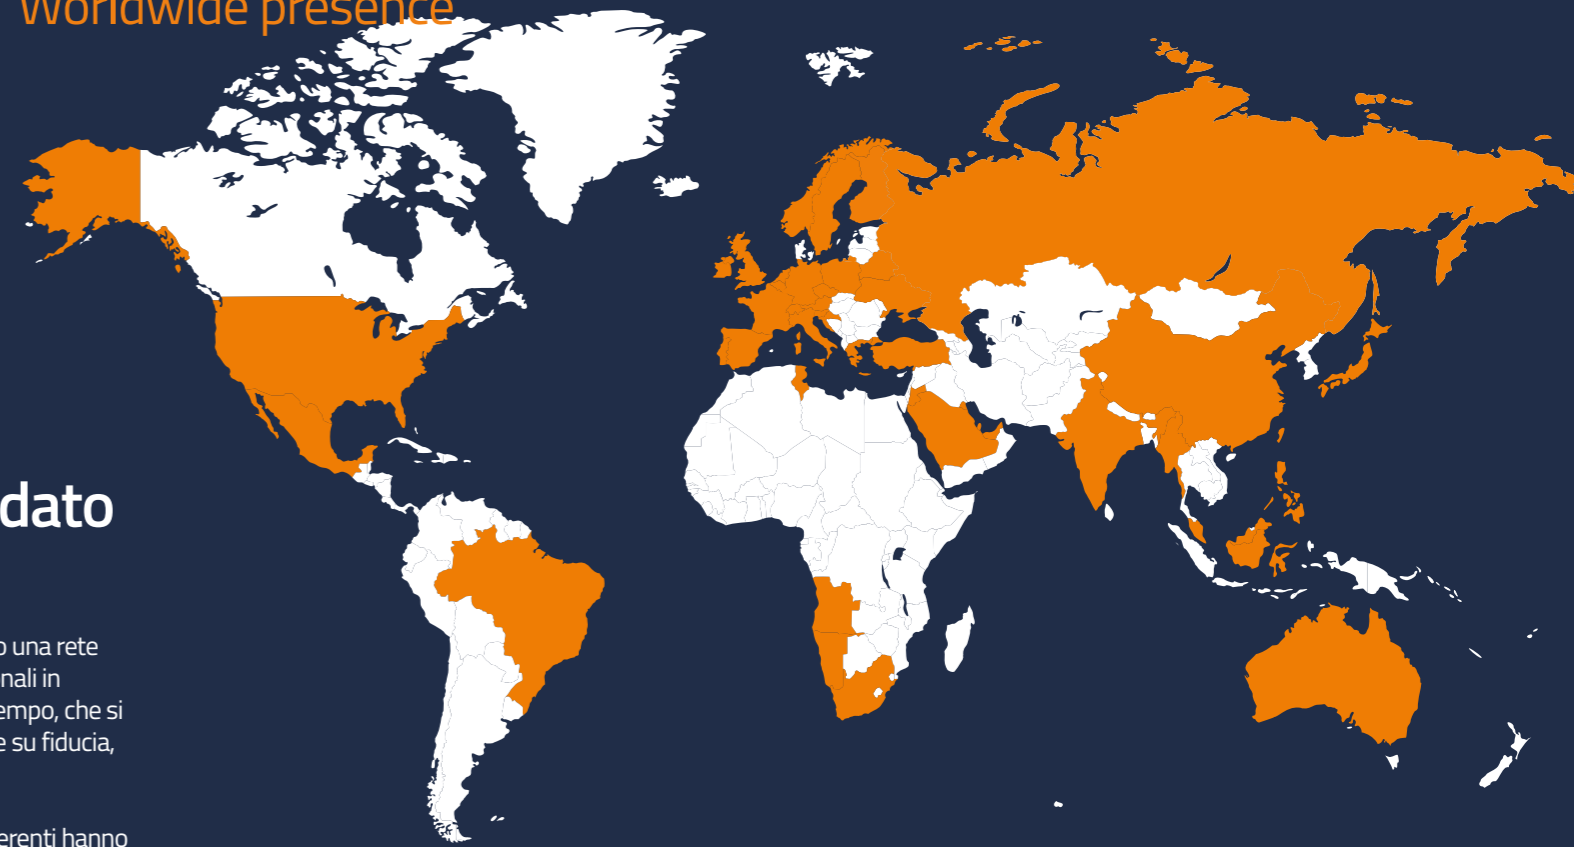 Worldwide presence
dato
o una rete
nali in
empo, che si
e su fiducia,
erenti hanno